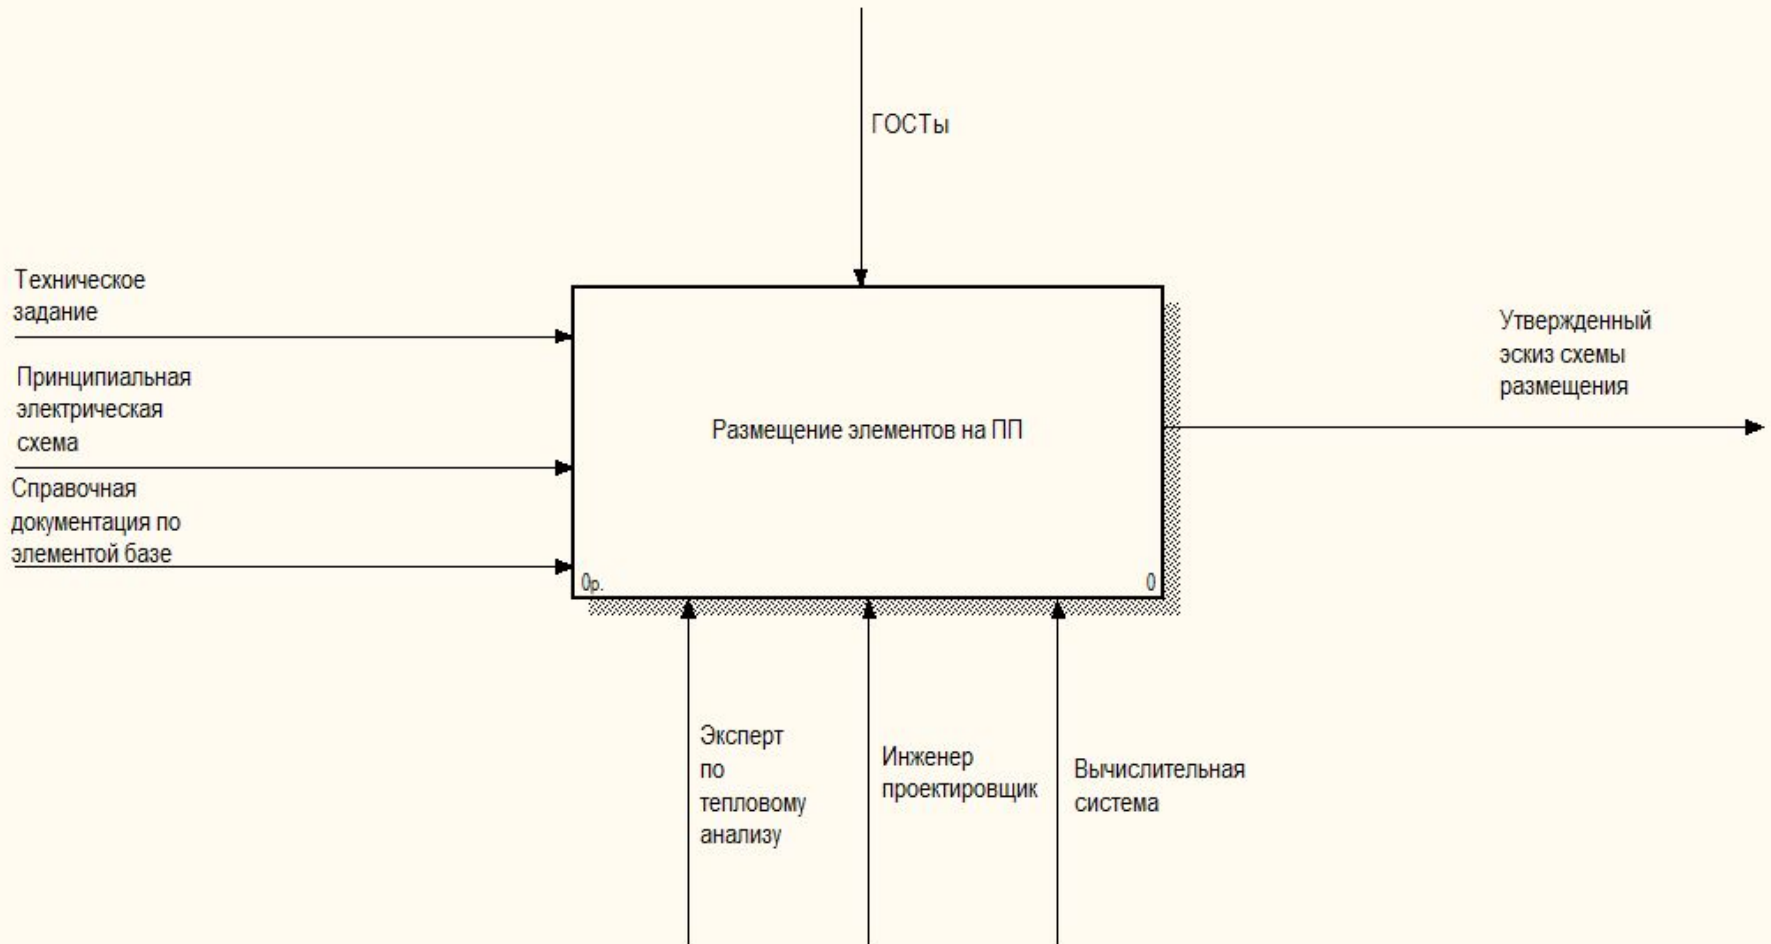 ГОСТы
Техническое
задание
Принципиальная
электрическая
схема
Справочная
документация по
элементой базе
Размещение элементов на ПП
0р.
0
Утвержденный
эскиз схемы
размещения
Эксперт
по
тепловому
анализу
Инженер
проектировщик
Вычислительная
система